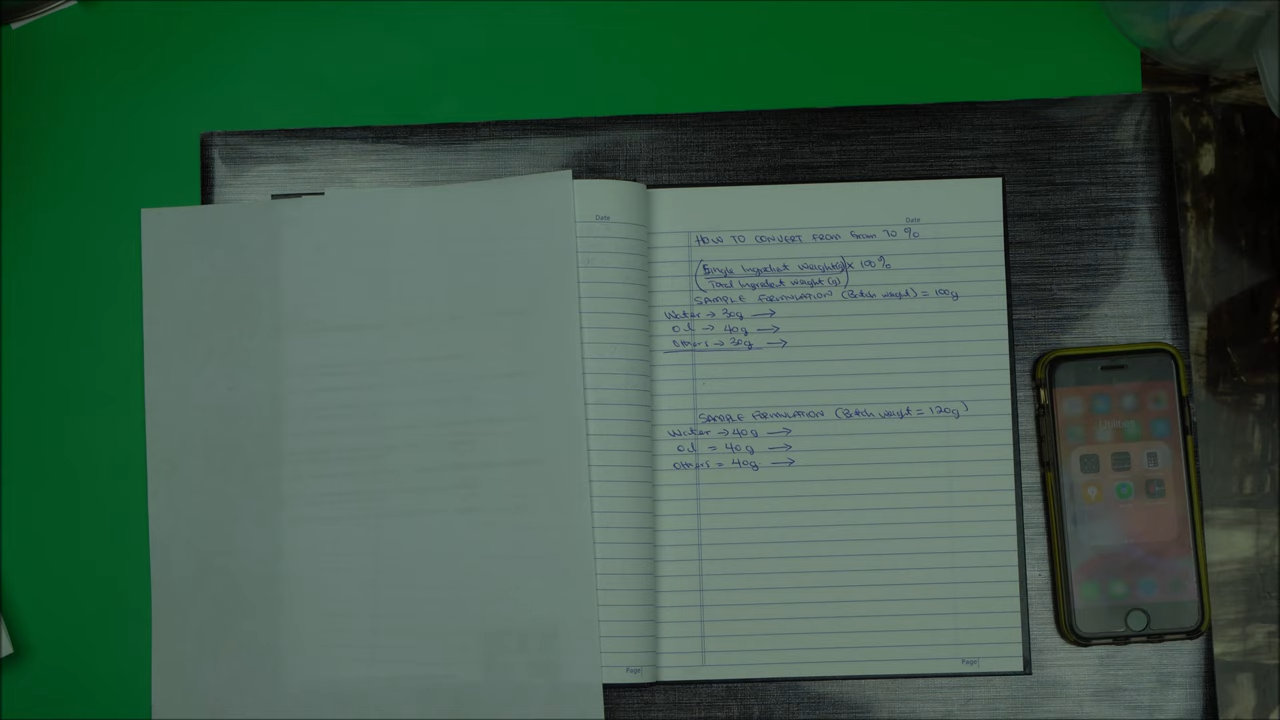 Date
Date
HOW TO CONVERT FROM Gram TO %
(Single Ingredient Weight(g)
Total Ingredient Weight (g)) x 100%
SAMPLE FORMULATION (Batch weight) = 100g
Water → 30g →
Oil → 40g →
Others → 30g →
SAMPLE FORMULATION (Batch weight = 120g)
Water → 40g →
Oil = 40g →
Others = 40g →
Page
Page